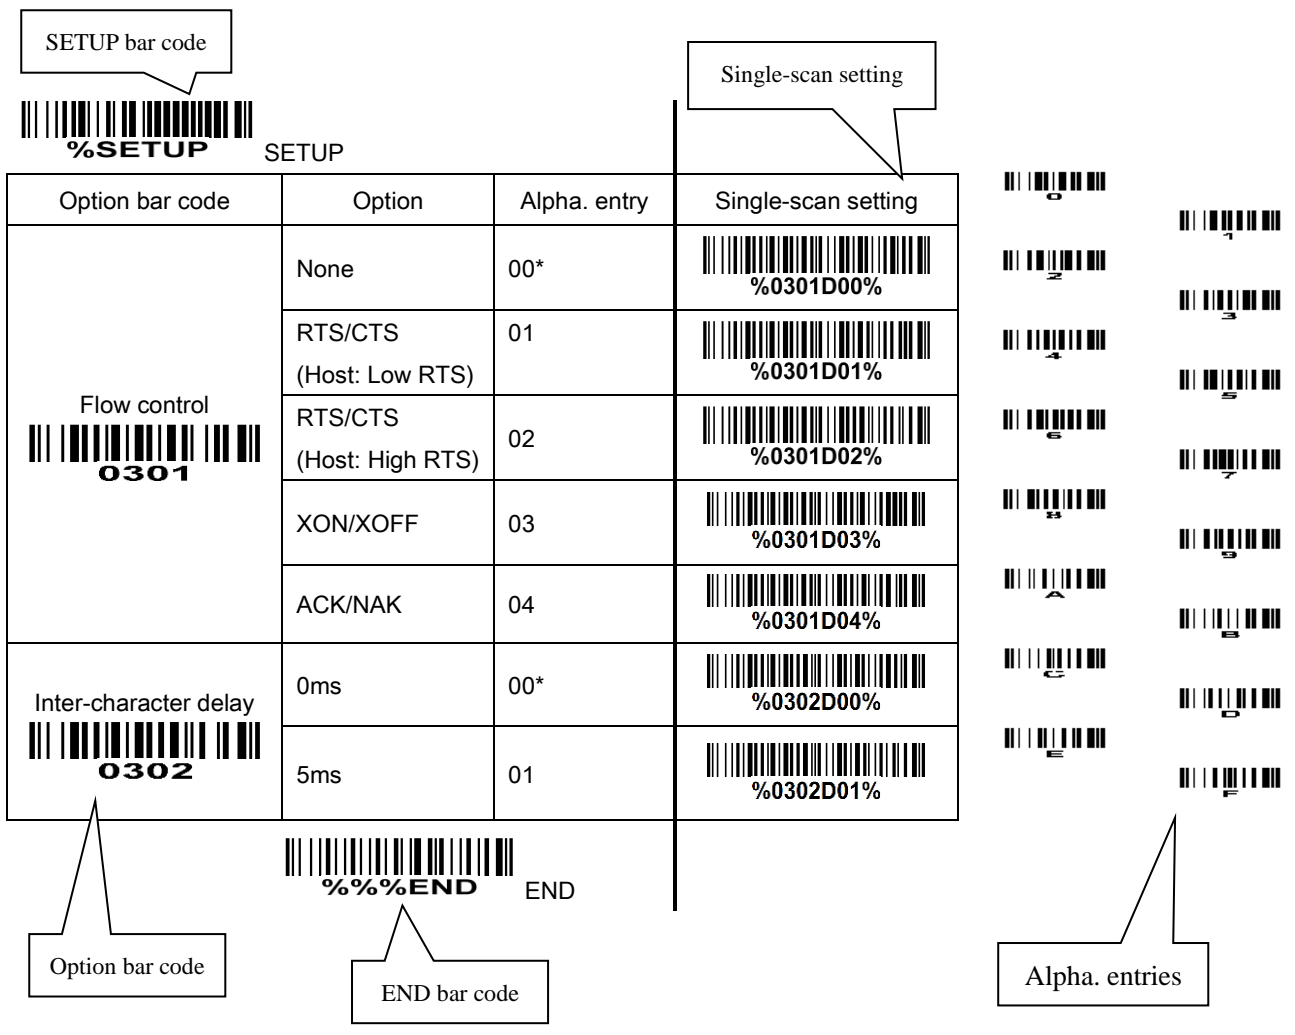 SETUP bar code
Single-scan setting
%SETUP
SETUP
Option bar code
Option
Alpha. entry
Single-scan setting
Flow control
0301
None
00*
%0301D00%
RTS/CTS
(Host: Low RTS)
01
%0301D01%
RTS/CTS
(Host: High RTS)
02
%0301D02%
XON/XOFF
03
%0301D03%
ACK/NAK
04
%0301D04%
Inter-character delay
0302
0ms
00*
%0302D00%
5ms
01
%0302D01%
%%%END
END
Option bar code
END bar code
0
1
2
3
4
5
6
7
8
9
A
B
C
D
E
F
Alpha. entries